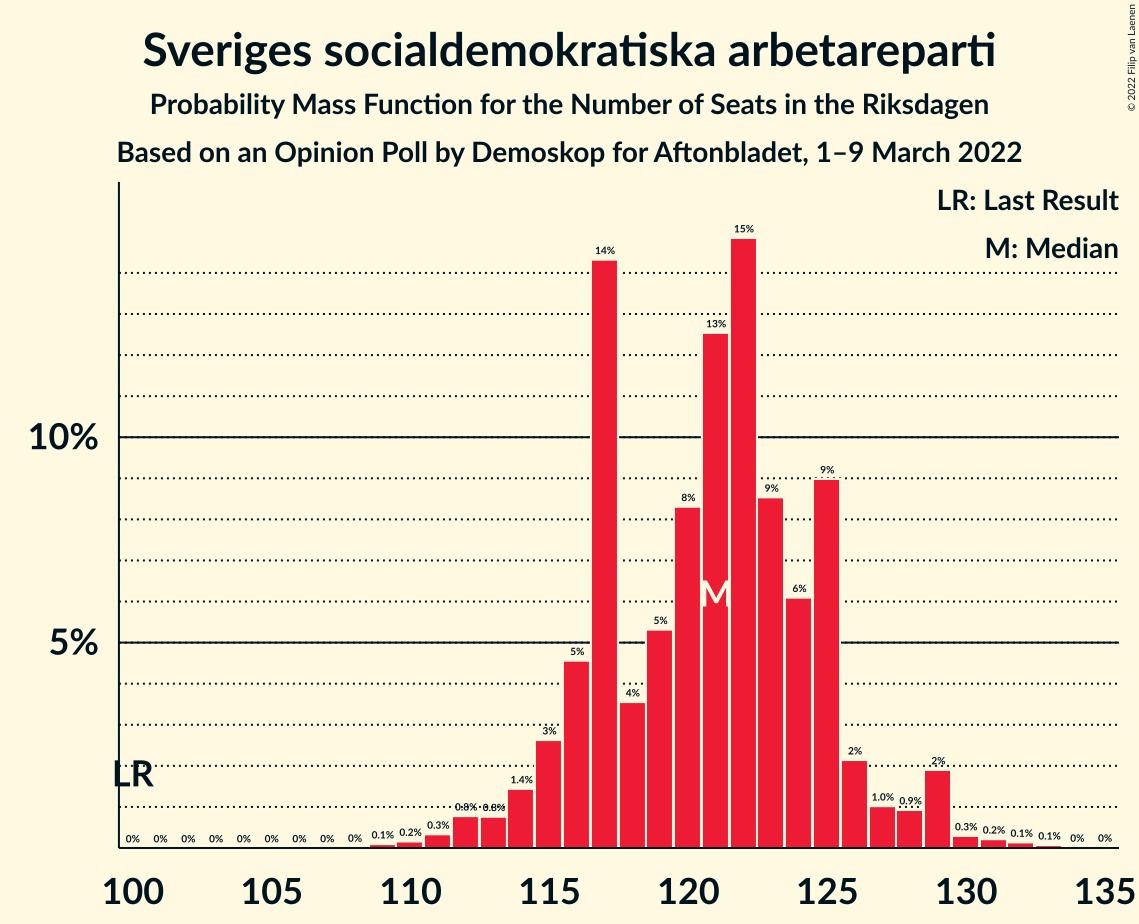 Sveriges socialdemokratiska arbetareparti
Probability Mass Function for the Number of Seats in the Riksdagen
Based on an Opinion Poll by Demoskop for Aftonbladet, 1–9 March 2022
© 2022 Filip van Laenen
LR: Last Result
M: Median
10%
5%
LR
M
0% 0% 0% 0% 0% 0% 0% 0% 0% 0.1% 0.2% 0.3% 0.8% 0.8% 1.4% 3% 5% 14% 4% 5% 8% 13% 15% 9% 6% 9% 2% 1.0% 0.9% 2% 0.3% 0.2% 0.1% 0.1% 0% 0%
100 105 110 115 120 125 130 135